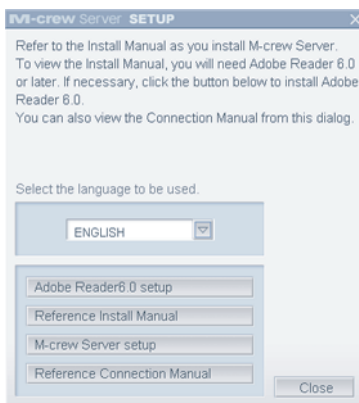 M-crew Server SETUP
Refer to the Install Manual as you install M-crew Server.
To view the Install Manual, you will need Adobe Reader 6.0
or later. If necessary, click the button below to install Adobe
Reader 6.0.
You can also view the Connection Manual from this dialog.
Select the language to be used.
ENGLISH
Adobe Reader6.0 setup
Reference Install Manual
M-crew Server setup
Reference Connection Manual
Close